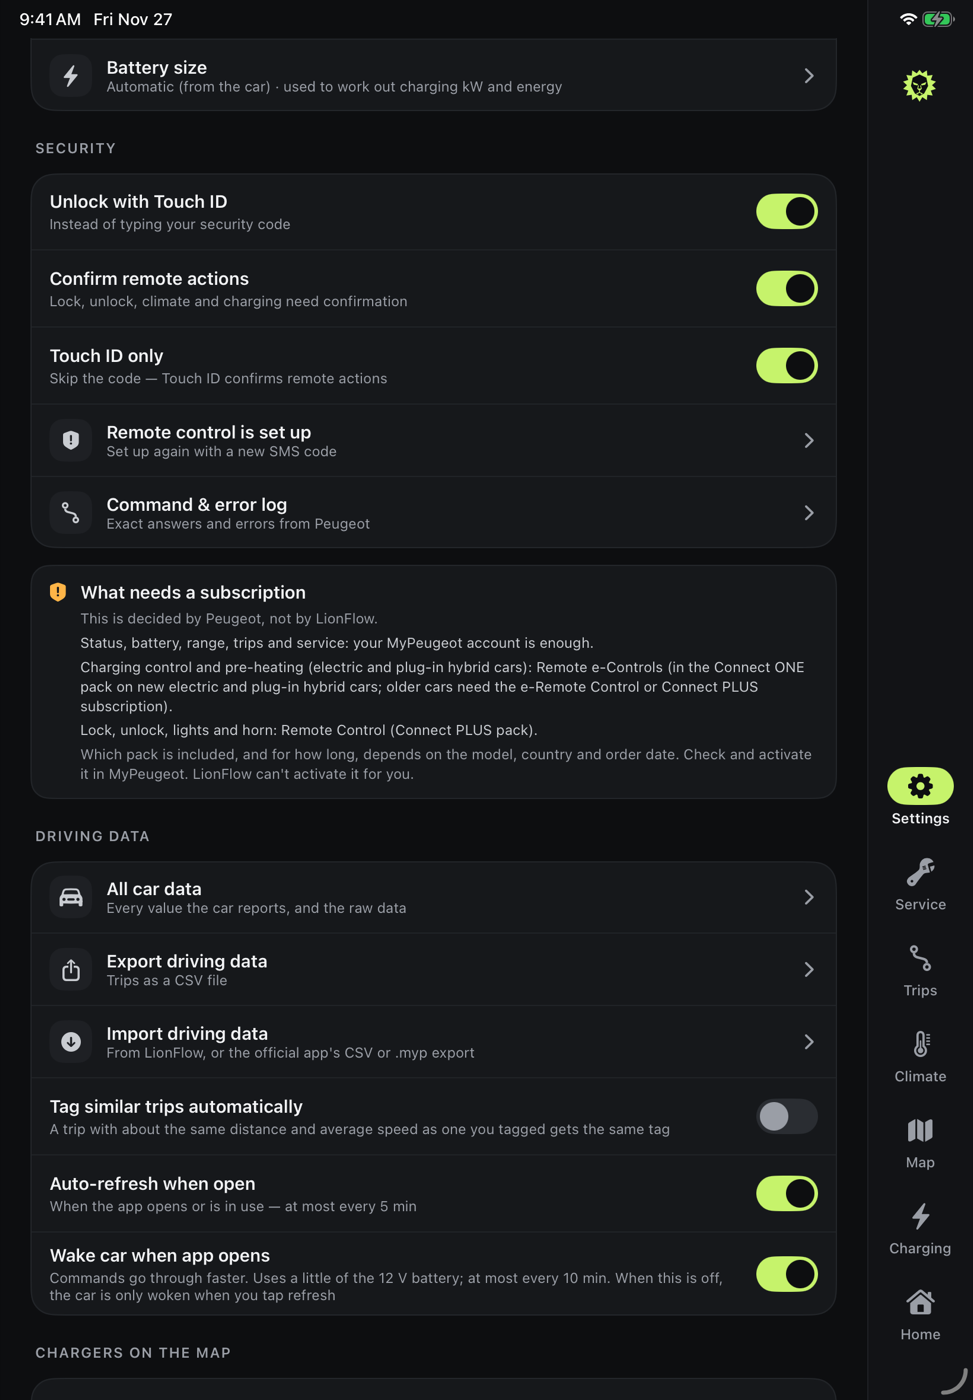 9:41 AM Fri Nov 27
Battery size
Automatic (from the car) · used to work out charging kW and energy
SECURITY
Unlock with Touch ID
Instead of typing your security code
Confirm remote actions
Lock, unlock, climate and charging need confirmation
Touch ID only
Skip the code — Touch ID confirms remote actions
Remote control is set up
Set up again with a new SMS code
Command & error log
Exact answers and errors from Peugeot
What needs a subscription
This is decided by Peugeot, not by LionFlow.
Status, battery, range, trips and service: your MyPeugeot account is enough.
Charging control and pre-heating (electric and plug-in hybrid cars): Remote e-Controls (in the Connect ONE
pack on new electric and plug-in hybrid cars; older cars need the e-Remote Control or Connect PLUS
subscription).
Lock, unlock, lights and horn: Remote Control (Connect PLUS pack).
Which pack is included, and for how long, depends on the model, country and order date. Check and activate
it in MyPeugeot. LionFlow can't activate it for you.
DRIVING DATA
All car data
Every value the car reports, and the raw data
Export driving data
Trips as a CSV file
Import driving data
From LionFlow, or the official app's CSV or .myp export
Tag similar trips automatically
A trip with about the same distance and average speed as one you tagged gets the same tag
Auto-refresh when open
When the app opens or is in use — at most every 5 min
Wake car when app opens
Commands go through faster. Uses a little of the 12 V battery; at most every 10 min. When this is off,
the car is only woken when you tap refresh
CHARGERS ON THE MAP
Settings
Service
Trips
Climate
Map
Charging
Home